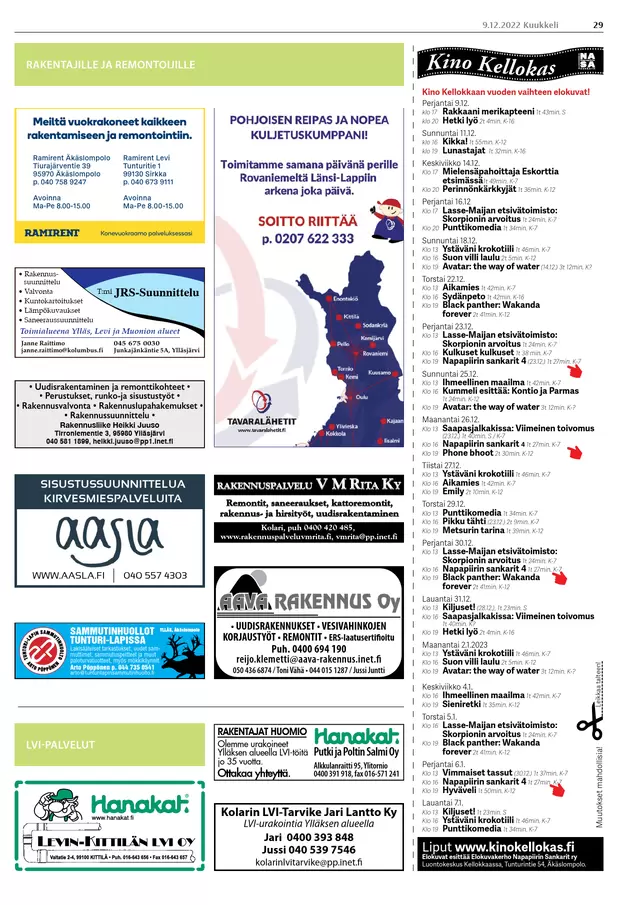 9.12.2022 Kuukkeli 29
RAKENTAJILLE JA REMONTOIJILLE
Meiltä vuokrakoneet kaikkeen
rakentamiseen ja remontointiin.
Ramirent Äkäslompolo
Tiurajärventie 39
95970 Äkäslompolo
p. 040 758 9247
Avoinna
Ma-Pe 8.00-15.00
Ramirent Levi
Tunturitie 1
99130 Sirkka
p. 040 673 9111
Avoinna
Ma-Pe 8.00-15.00
RAMIRENT
Konevuokraamo palveluksessasi
• Rakennus-
suunnittelu
• Valvonta
• Kuntokartoitukset
• Lämpökuvaukset
• Saneeraussuunnittelu
T:mi JRS-Suunnittelu
Toimialueena Ylläs, Levi ja Muonion alueet
Janne Raittimo
janne.raittimo@kolumbus.fi
045 675 0030
Junkajänkäntie 5A, Ylläsjärvi
• Uudisrakentaminen ja remonttikohteet •
• Perustukset, runko-ja sisustustyöt •
• Rakennusvalvonta • Rakennuslupahakemukset •
• Rakennussuunnittelu •
Rakennusliike Heikki Juuso
Tiirroniementie 3, 95980 Ylläsjärvi
040 581 1899, heikki.juuso@pp1.inet.fi
SISUSTUSSUUNNITTELUA
KIRVESMIESPALVELUITA
aasla
WWW.AASLA.FI | 040 557 4303
TUNTURI-LAPIN SAMMUTINHUOLTO
ARTO PÖPPÖNEN
SAMMUTINHUOLLOT
TUNTURI-LAPISSA
Lakisääteiset tarkastukset, uudet sam-
muttimet, sammutuspeitteet ja muut
palontorjuntavälineet, myös mökkikäynnit
Arto Pöppönen p. 044 725 0541
POHJOISEN REIPAS JA NOPEA
KULJETUSKUMPPANI!
Toimitamme samana päivänä perille
Rovaniemeltä Länsi-Lappiin
arkena joka päivä.
SOITTO RIITTÄÄ
p. 0207 622 333
Enontekiö
Kittilä
Sodankylä
Pello
Kemijärvi
Rovaniemi
Tornio
Kemi
Kuusamo
Oulu
Ylivieska
Kokkola
Kajaani
Iisalmi
TAVARALÄHETIT
www.tavaralahetit.fi
RAKENNUSPALVELU V M RITA KY
Remontit, saneeraukset, kattoremontit,
rakennus- ja hirsityöt, uudisrakentaminen
Kolari, puh 0400 420 485,
www.rakennuspalveluvmrita.fi, vmrita@pp.inet.fi
AAVA RAKENNUS Oy
• UUDISRAKENNUKSET • VESIVAHINKOJEN
KORJAUSTYÖT • REMONTIT • ERS-laatusertifioitu
Puh. 0400 694 190
reijo.klemetti@aava-rakennus.inet.fi
050 436 6874 / Toni Vähä • 044 015 1287 / Jussi Juntti
LVI-PALVELUT
Hanakat.
www.hanakat.fi
LEVIN-KITTILÄN LVI OY
Valtatie 2-4, 99100 KITTILÄ • Puh. 016-643 656 • Fax 016-643 657
RAKENTAJAT HUOMIO
Olemme urakoineet
Ylläksen alueella LVI-töitä
jo 35 vuotta.
Ottakaa yhteyttä.
Hanakat.
Putki ja Poltin Salmi Oy
Alkkulanraitti 95, Ylitornio
0400 391 918, fax 016-571 241
Kolarin LVI-Tarvike Jari Lantto Ky
LVI-urakointia Ylläksen alueella
Jari 0400 393 848
Jussi 040 539 7546
kolarinlvitarvike@pp.inet.fi
Kino Kellokas
NASA
Kino Kellokkaan vuoden vaihteen elokuvat!
Perjantai 9.12.
klo 17 Rakkaani merikapteeni 1t 43min. S
klo 20 Hetki lyö 2t 4min. K-16
Sunnuntai 11.12.
klo 16 Kikka! 1t 55min. K-12
klo 19 Lunastajat 1t 32min. K-16
Keskiviikko 14.12.
Klo 17 Mielensäpahoittaja Eskorttia
etsimässä 1t 49min. K-7
Klo 20 Perinnönkärkkyjät 1t 36min. K-12
Perjantai 16.12
Klo 17 Lasse-Maijan etsivätoimisto:
Skorpionin arvoitus 1t 24min. K-7
Klo 20 Punttikomedia 1t 34min. K-7
Sunnuntai 18.12.
Klo 13 Ystäväni krokotiili 1t 46min. K-7
Klo 16 Suon villi laulu 2t 5min. K-12
Klo 19 Avatar: the way of water (14.12.) 3t 12min. K?
Torstai 22.12.
Klo 13 Aikamies 1t 42min. K-7
Klo 16 Sydänpeto 1t 42min. K-16
Klo 19 Black panther: Wakanda
forever 2t 41min. K-12
Perjantai 23.12.
Klo 13 Lasse-Maijan etsivätoimisto:
Skorpionin arvoitus 1t 24min. K-7
Klo 16 Kulkuset kulkuset 1t 38 min. K-7
Klo 19 Napapiirin sankarit 4 (23.12.) 1t 27min. K-7
Sunnuntai 25.12.
Klo 13 Ihmeellinen maailma 1t 42min. K-7
Klo 16 Kummeli esittää: Kontio ja Parmas
1t 24min. K-12
Klo 19 Avatar: the way of water 3t 12min. K-7
Maanantai 26.12.
Klo 13 Saapasjalkakissa: Viimeinen toivomus
(23.12.) 1t 40min. S / K-7
Klo 16 Napapiirin sankarit 4 1t 27min. K-7
Klo 19 Phone bhoot 2t 30min. K-12
Tiistai 27.12.
Klo 13 Ystäväni krokotiili 1t 46min. K-7
Klo 16 Aikamies 1t 42min. K-7
Klo 19 Emily 2t 10min. K-12
Torstai 29.12.
Klo 13 Punttikomedia 1t 34min. K-7
Klo 16 Pikku tähti (23.12.) 2t 9min. K-7
Klo 19 Metsurin tarina 1t 39min. K-12
Perjantai 30.12.
Klo 13 Lasse-Maijan etsivätoimisto:
Skorpionin arvoitus 1t 24min. K-7
Klo 16 Napapiirin sankarit 4 1t 27min. K-7
Klo 19 Black panther: Wakanda
forever 2t 41min. K-12
Lauantai 31.12.
Klo 13 Kiljuset! (28.12.), 1t 23min. S
Klo 16 Saapasjalkakissa: Viimeinen toivomus
1t 40min. K7
Klo 19 Hetki lyö 2t 4min. K-16
Maanantai 2.1.2023
Klo 13 Ystäväni krokotiili 1t 46min. K-7
Klo 16 Suon villi laulu 2t 5min. K-12
Klo 19 Avatar: the way of water 3t 12min. K-7
Keskiviikko 4.1.
Klo 16 Ihmeellinen maailma 1t 42min. K-7
Klo 19 Sieniretki 1t 35min. K-12
Torstai 5.1.
Klo 16 Lasse-Maijan etsivätoimisto:
Skorpionin arvoitus 1t 24min. K-7
Klo 19 Black panther: Wakanda
forever 2t 41min. K-12
Perjantai 6.1.
Klo 13 Vimmaiset tassut (30.12.) 1t 37min. K-7
Klo 16 Napapiirin sankarit 4 1t 27min. K-7
Klo 19 Hyväveli 1t 50min. K-12
Lauantai 7.1.
Klo 13 Kiljuset! 1t 23min. S
Klo 16 Ystäväni krokotiili 1t 46min. K-7
Klo 19 Punttikomedia 1t 34min. K-7
Leikkaa talteen!
Muutokset mahdollisia!
Liput www.kinokellokas.fi
Elokuvat esittää Elokuvakerho Napapiirin Sankarit ry
Luontokeskus Kellokkaassa, Tunturintie 54, Äkäslompolo.